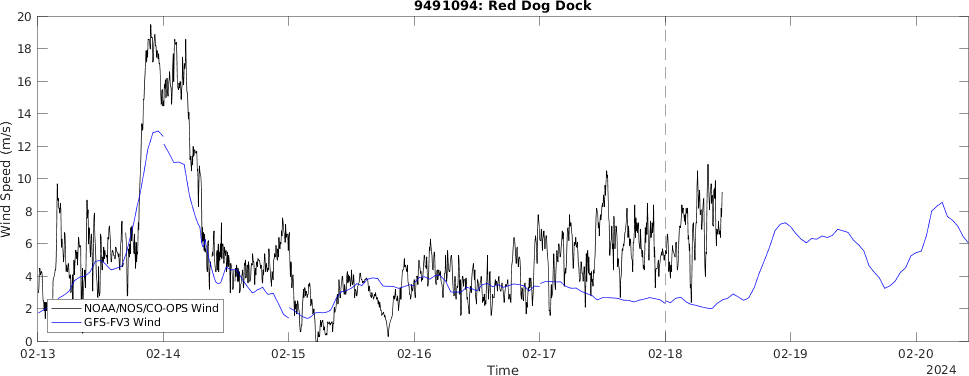 9491094: Red Dog Dock
Wind Speed (m/s)
20
18
16
14
12
10
8
6
4
2
0
NOAA/NOS/CO-OPS Wind
GFS-FV3 Wind
02-13 02-14 02-15 02-16 02-17 02-18 02-19 02-20
Time
2024